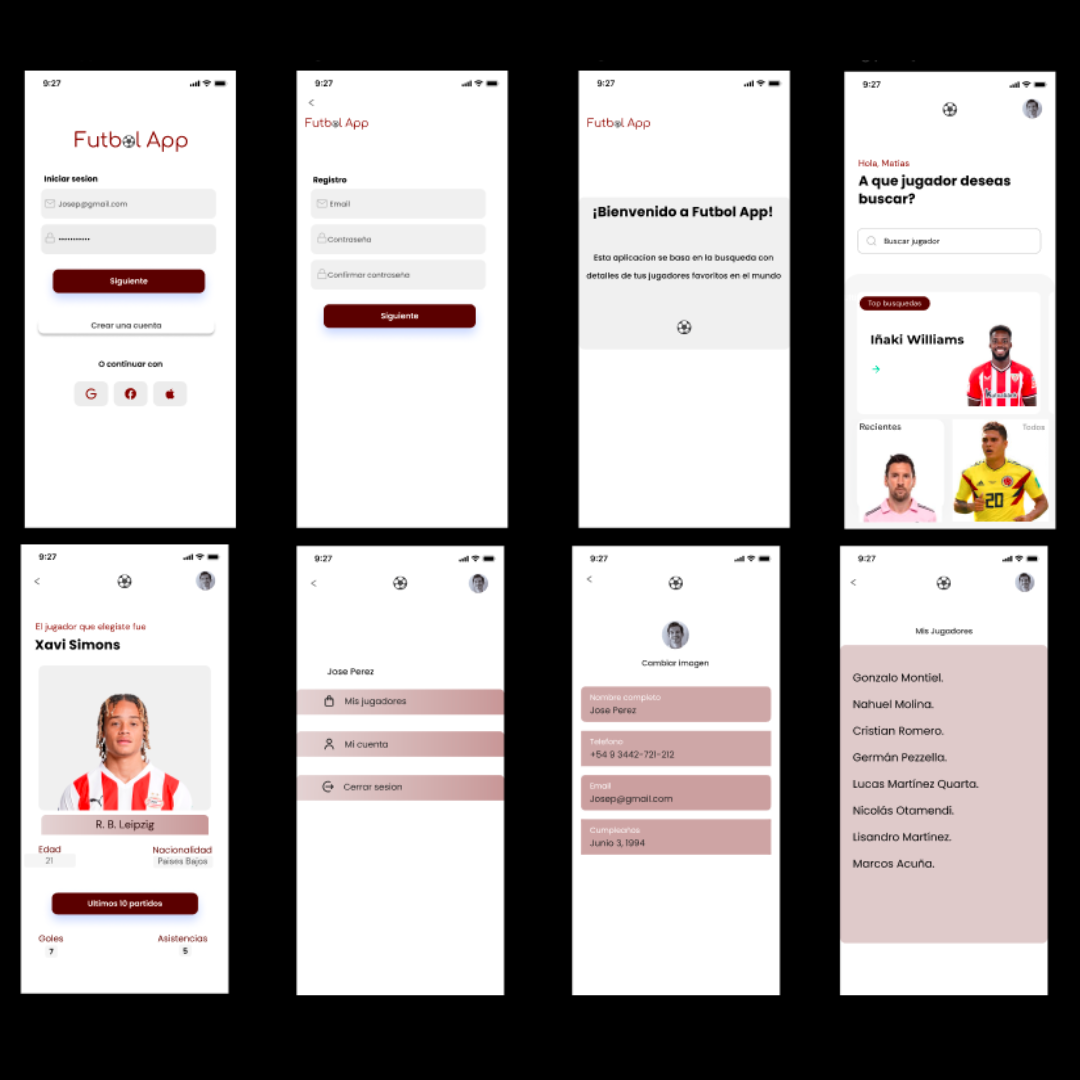 9:27
Futbol App
Iniciar sesion
Josep@gmail.com
••••••••••••
Siguiente
Crear una cuenta
O continuar con
9:27
<
Futbol App
Registro
Email
Contraseña
Confirmar contraseña
Siguiente
9:27
Futbol App
¡Bienvenido a Futbol App!
Esta aplicacion se basa en la busqueda con
detalles de tus jugadores favoritos en el mundo
9:27
Hola, Matias
A que jugador deseas
buscar?
Buscar jugador
Top busquedas
Iñaki Williams
Recientes
Todos
20
9:27
<
El jugador que elegiste fue
Xavi Simons
R. B. Leipzig
Edad
21
Nacionalidad
Paises Bajos
Ultimos 10 partidos
Goles
7
Asistencias
5
9:27
<
Jose Perez
Mis jugadores
Mi cuenta
Cerrar sesion
9:27
<
Cambiar imagen
Nombre completo
Jose Perez
Telefono
+54 9 3442-721-212
Email
Josep@gmail.com
Cumpleaños
Junio 3, 1994
9:27
<
Mis Jugadores
Gonzalo Montiel.
Nahuel Molina.
Cristian Romero.
Germán Pezzella.
Lucas Martínez Quarta.
Nicolás Otamendi.
Lisandro Martínez.
Marcos Acuña.